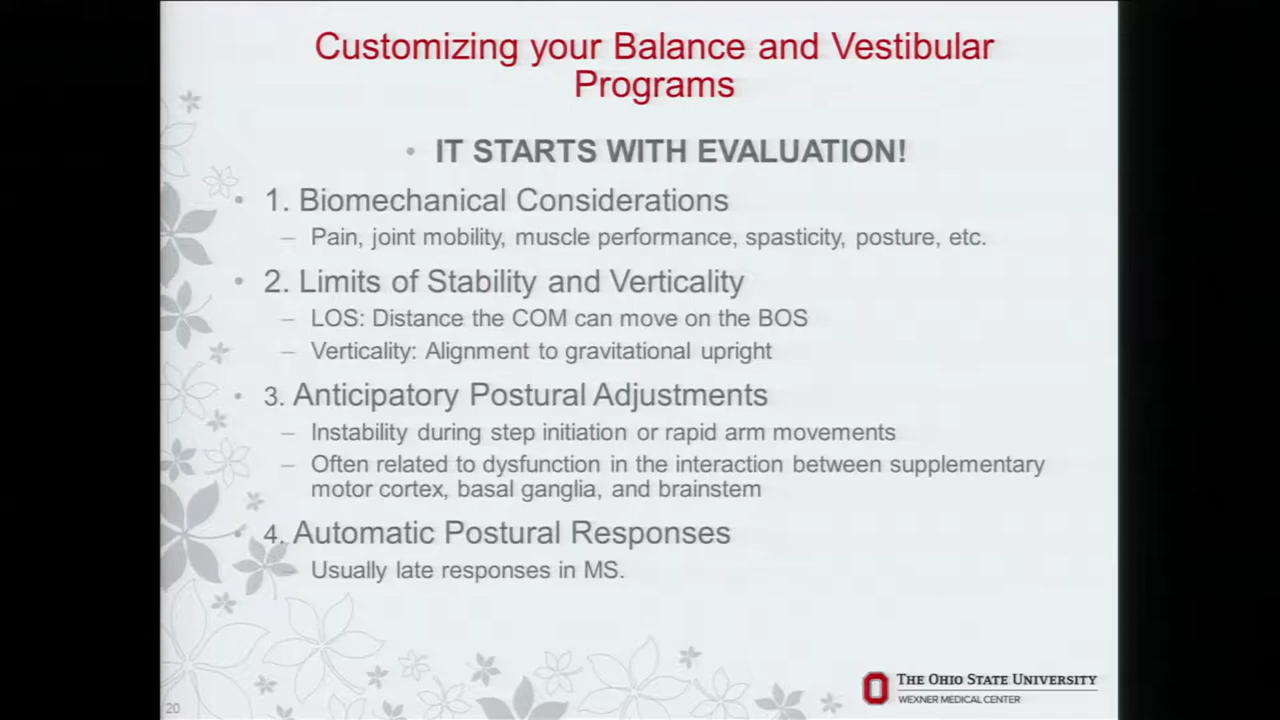 Customizing your Balance and Vestibular
Programs
• IT STARTS WITH EVALUATION!
• 1. Biomechanical Considerations
– Pain, joint mobility, muscle performance, spasticity, posture, etc.
• 2. Limits of Stability and Verticality
– LOS: Distance the COM can move on the BOS
– Verticality: Alignment to gravitational upright
• 3. Anticipatory Postural Adjustments
– Instability during step initiation or rapid arm movements
– Often related to dysfunction in the interaction between supplementary
motor cortex, basal ganglia, and brainstem
• 4. Automatic Postural Responses
– Usually late responses in MS.
THE OHIO STATE UNIVERSITY
WEXNER MEDICAL CENTER
20